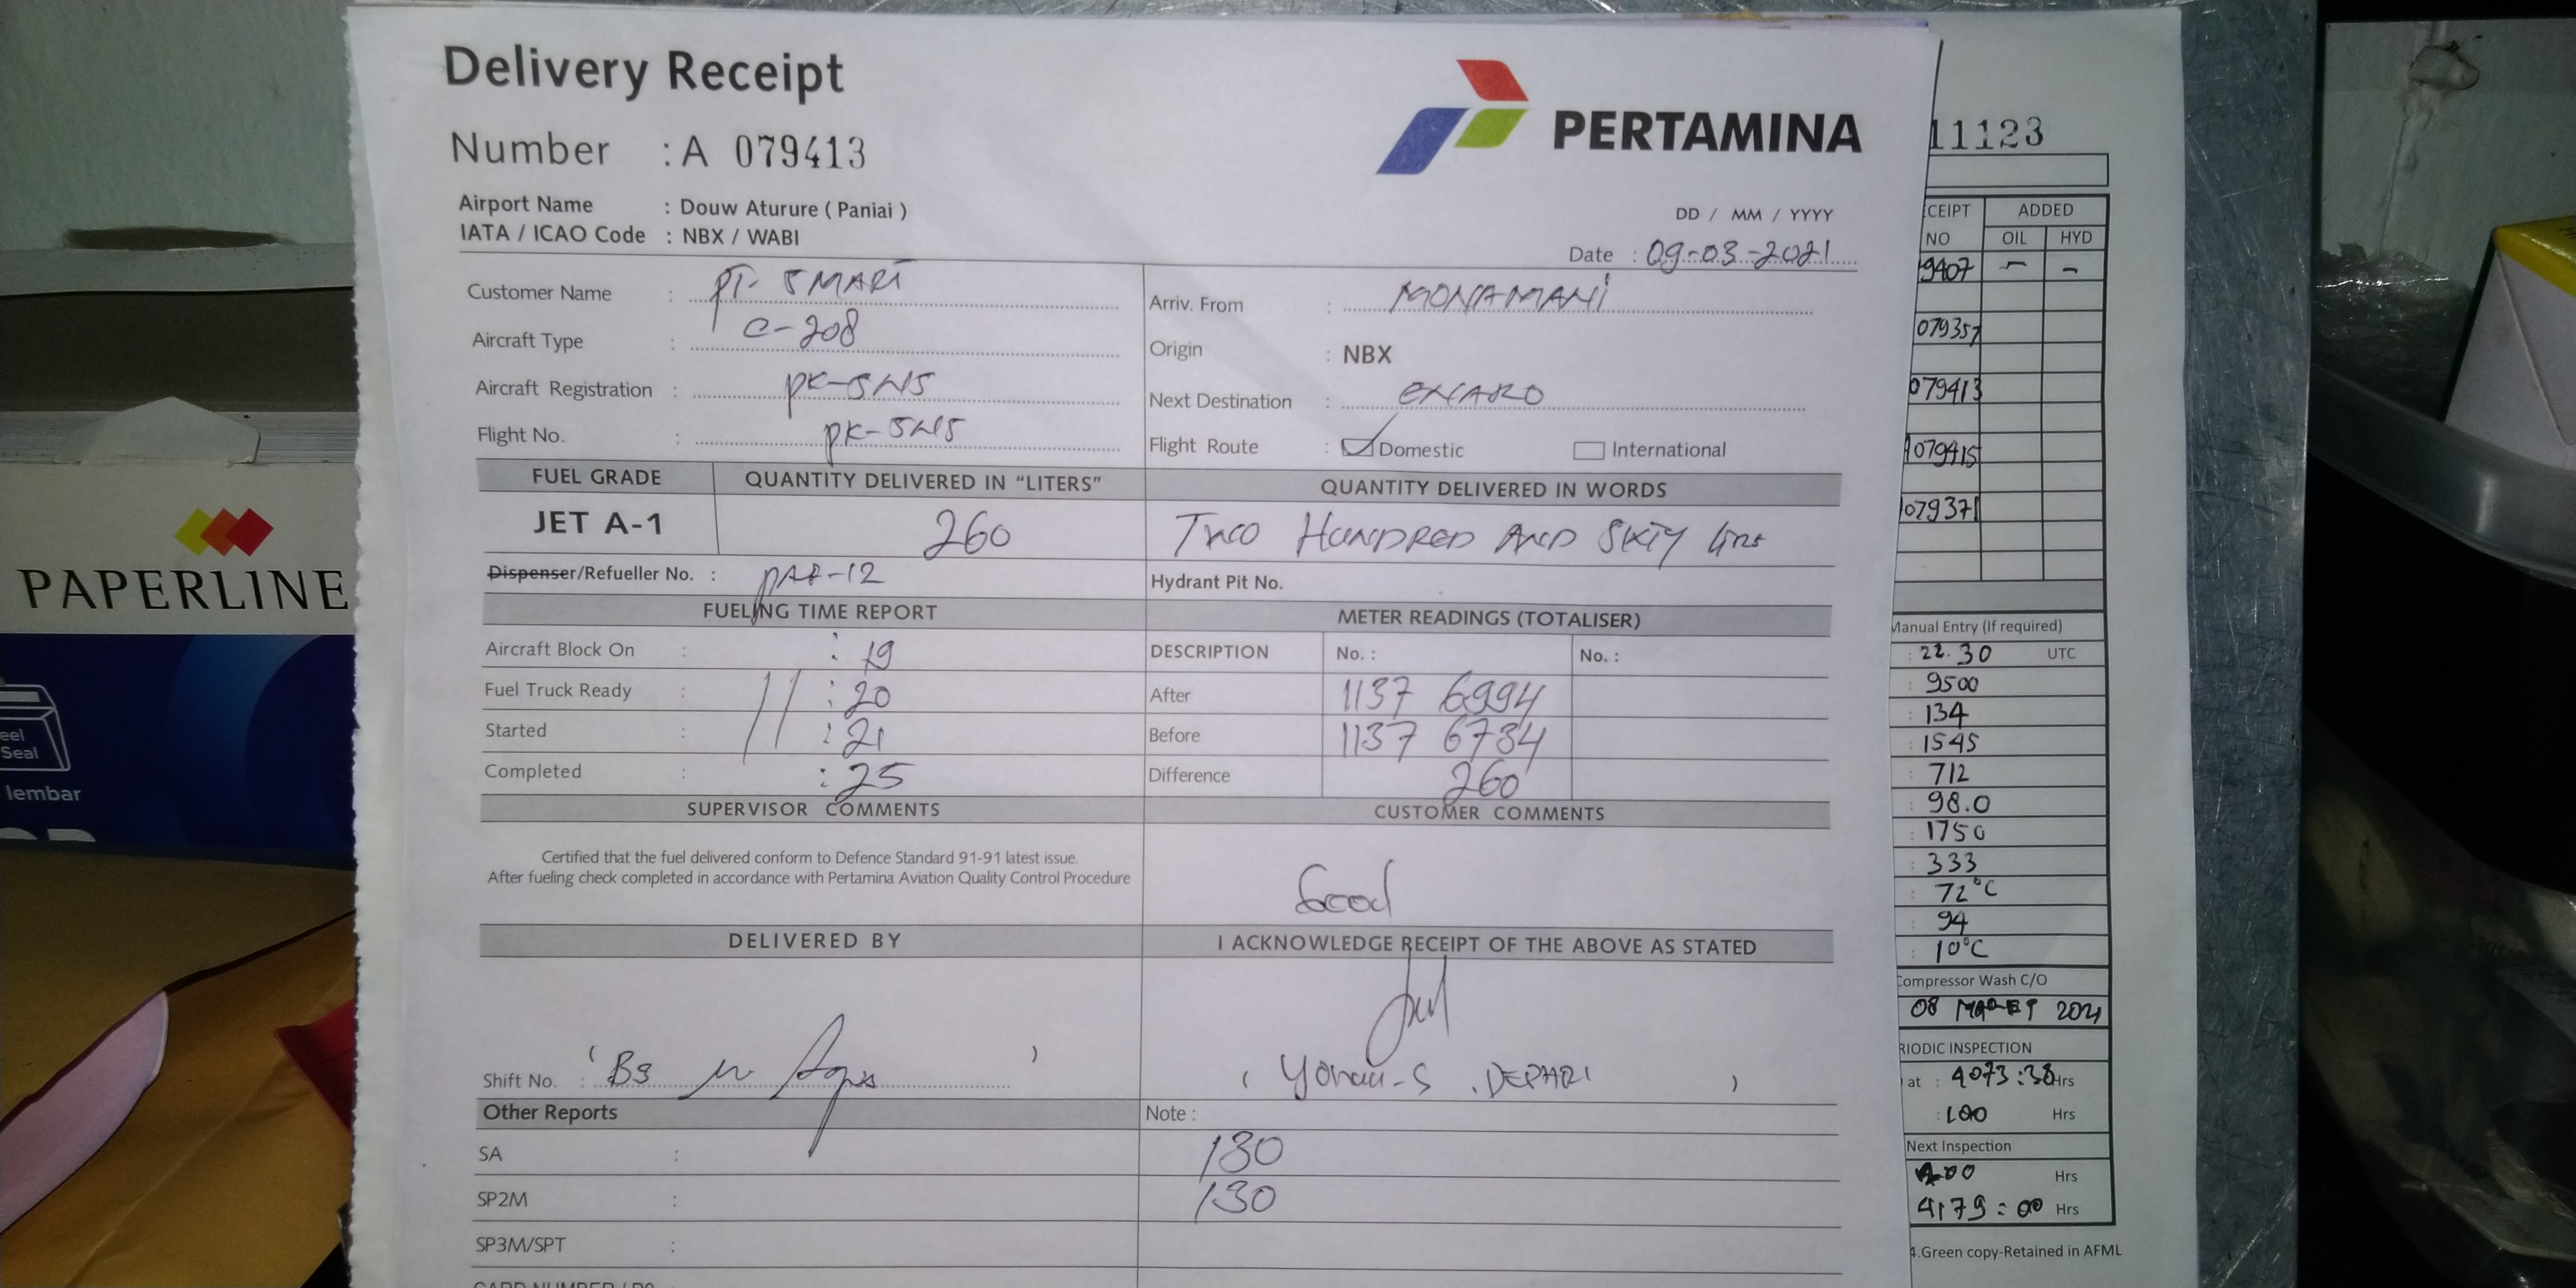 Delivery Receipt
Number : A 079413
PERTAMINA
Airport Name : Douw Aturure ( Paniai )
IATA / ICAO Code : NBX / WABI
DD / MM / YYYY
Date : 09-03-2021
Customer Name : PT- SMART
Aircraft Type : C-208
Aircraft Registration : PK-SNS
Flight No. : PK-SNS
Arriv. From : MONAMANI
Origin : NBX
Next Destination : ENARO
Flight Route : Domestic International
FUEL GRADE QUANTITY DELIVERED IN "LITERS" QUANTITY DELIVERED IN WORDS
JET A-1 260 TWO HUNDRED AND SIXTY
Dispenser/Refueller No. : -12 Hydrant Pit No.
FUELING TIME REPORT METER READINGS (TOTALISER)
Aircraft Block On : : 19 DESCRIPTION No. : No. :
Fuel Truck Ready : : 20 After 1137 6994
Started : : 21 Before 1137 6734
Completed : : 25 Difference 260
SUPERVISOR COMMENTS CUSTOMER COMMENTS
Certified that the fuel delivered conform to Defence Standard 91-91 latest issue.
After fueling check completed in accordance with Pertamina Aviation Quality Control Procedure
Good
DELIVERED BY I ACKNOWLEDGE RECEIPT OF THE ABOVE AS STATED
Shift No. : ( ) ( DEPARI )
Other Reports Note :
SA : 130
SP2M : 130
SP3M/SPT :
11123
CEIPT ADDED
NO OIL HYD
9407 - -
079357
079413
079415
079371
Manual Entry (If required)
: 22.30 UTC
: 9500
: 134
: 1545
: 712
: 98.0
: 1750
: 333
: 72°C
: 94
: 10°C
Compressor Wash C/O
08 MARET 2021
RIODIC INSPECTION
at : 4073:38 Hrs
: 100 Hrs
Next Inspection
200 Hrs
4179:00 Hrs
4.Green copy-Retained in AFML
PAPERLINE
eel
Seal
lembar